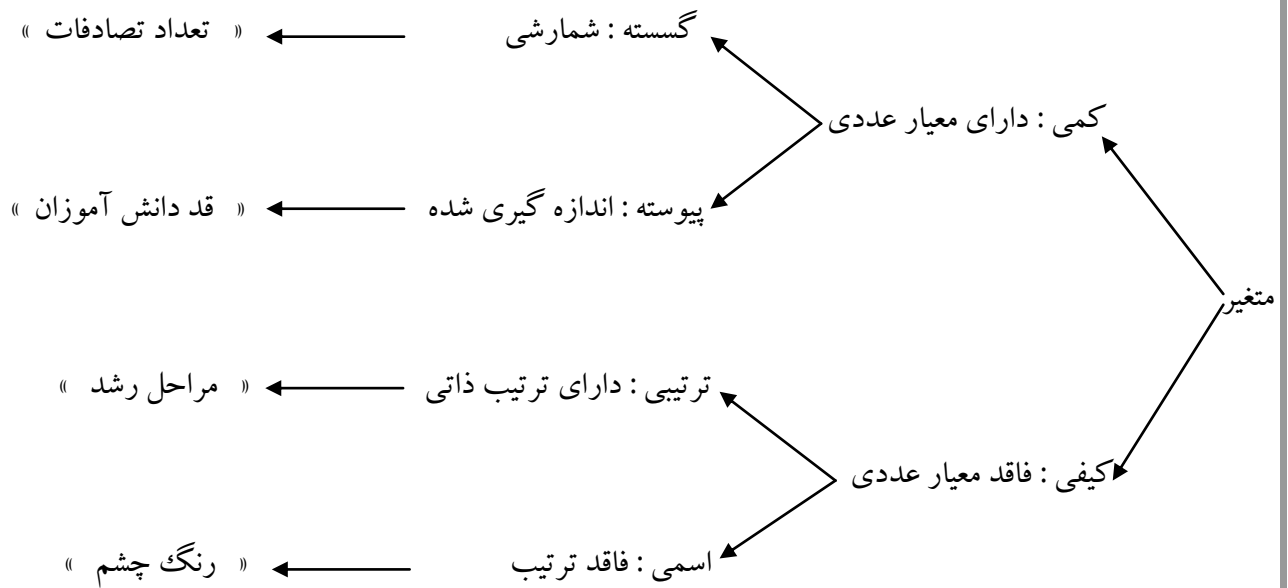 گسسته : شمارشی « تعداد تصادفات »
کمی : دارای معیار عددی
پیوسته : اندازه گیری شده « قد دانش آموزان »
متغیر
ترتیبی : دارای ترتیب ذاتی « مراحل رشد »
کیفی : فاقد معیار عددی
اسمی : فاقد ترتیب « رنگ چشم »